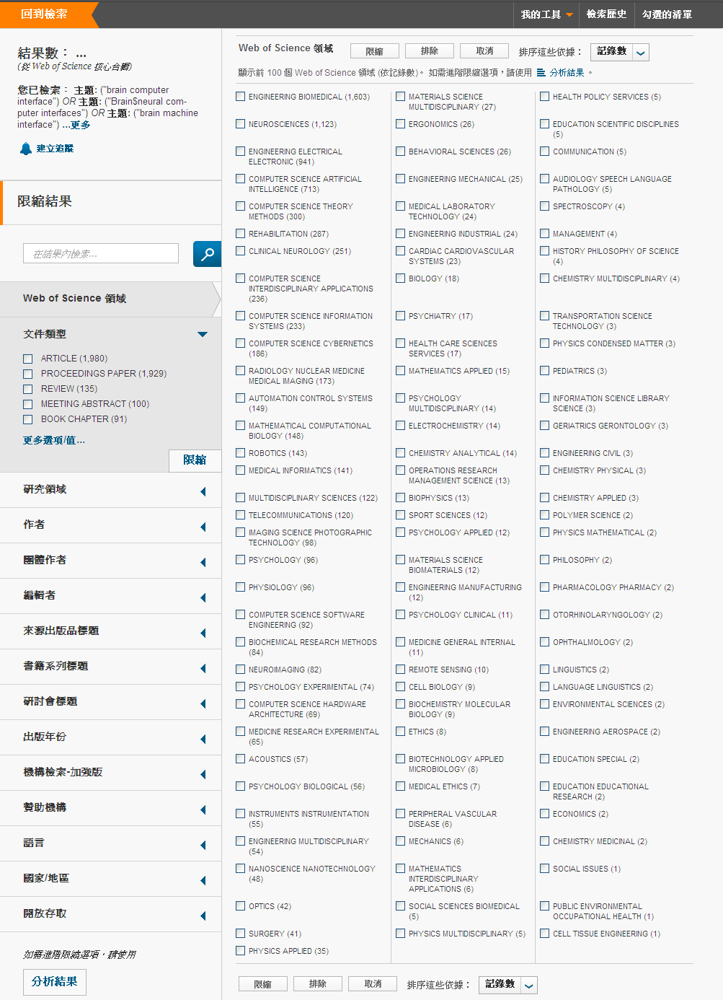 回到檢索
我的工具
檢索歷史
勾選的清單
結果數： ...
(從 Web of Science 核心合輯)
您已檢索： 主題: ("brain computer
interface") OR 主題: ("Brain$neural com-
puter interfaces") OR 主題: ("brain machine
interface") ...更多
建立追蹤
限縮結果
在結果內檢索...
Web of Science 領域
文件類型
ARTICLE (1,980)
PROCEEDINGS PAPER (1,929)
REVIEW (135)
MEETING ABSTRACT (100)
BOOK CHAPTER (91)
更多選項/值...
限縮
研究領域
作者
團體作者
編輯者
來源出版品標題
書籍系列標題
研討會標題
出版年份
機構檢索-加強版
贊助機構
語言
國家/地區
開放存取
如需進階限縮選項，請使用
分析結果
Web of Science 領域
限縮
排除
取消
排序這些依據：
記錄數
顯示前 100 個 Web of Science 領域 (依記錄數)。 如需進階限縮選項，請使用 分析結果 。
ENGINEERING BIOMEDICAL (1,603)
NEUROSCIENCES (1,123)
ENGINEERING ELECTRICAL
ELECTRONIC (941)
COMPUTER SCIENCE ARTIFICIAL
INTELLIGENCE (713)
COMPUTER SCIENCE THEORY
METHODS (300)
REHABILITATION (287)
CLINICAL NEUROLOGY (251)
COMPUTER SCIENCE
INTERDISCIPLINARY APPLICATIONS
(236)
COMPUTER SCIENCE INFORMATION
SYSTEMS (233)
COMPUTER SCIENCE CYBERNETICS
(186)
RADIOLOGY NUCLEAR MEDICINE
MEDICAL IMAGING (173)
AUTOMATION CONTROL SYSTEMS
(149)
MATHEMATICAL COMPUTATIONAL
BIOLOGY (148)
ROBOTICS (143)
MEDICAL INFORMATICS (141)
MULTIDISCIPLINARY SCIENCES (122)
TELECOMMUNICATIONS (120)
IMAGING SCIENCE PHOTOGRAPHIC
TECHNOLOGY (98)
PSYCHOLOGY (96)
PHYSIOLOGY (96)
COMPUTER SCIENCE SOFTWARE
ENGINEERING (92)
BIOCHEMICAL RESEARCH METHODS
(84)
NEUROIMAGING (82)
PSYCHOLOGY EXPERIMENTAL (74)
COMPUTER SCIENCE HARDWARE
ARCHITECTURE (69)
MEDICINE RESEARCH EXPERIMENTAL
(65)
ACOUSTICS (57)
PSYCHOLOGY BIOLOGICAL (56)
INSTRUMENTS INSTRUMENTATION
(55)
ENGINEERING MULTIDISCIPLINARY
(54)
NANOSCIENCE NANOTECHNOLOGY
(48)
OPTICS (42)
SURGERY (41)
PHYSICS APPLIED (35)
MATERIALS SCIENCE
MULTIDISCIPLINARY (27)
ERGONOMICS (26)
BEHAVIORAL SCIENCES (26)
ENGINEERING MECHANICAL (25)
MEDICAL LABORATORY
TECHNOLOGY (24)
ENGINEERING INDUSTRIAL (24)
CARDIAC CARDIOVASCULAR
SYSTEMS (23)
BIOLOGY (18)
PSYCHIATRY (17)
HEALTH CARE SCIENCES
SERVICES (17)
MATHEMATICS APPLIED (15)
PSYCHOLOGY
MULTIDISCIPLINARY (14)
ELECTROCHEMISTRY (14)
CHEMISTRY ANALYTICAL (14)
OPERATIONS RESEARCH
MANAGEMENT SCIENCE (13)
BIOPHYSICS (13)
SPORT SCIENCES (12)
PSYCHOLOGY APPLIED (12)
MATERIALS SCIENCE
BIOMATERIALS (12)
ENGINEERING MANUFACTURING
(12)
PSYCHOLOGY CLINICAL (11)
MEDICINE GENERAL INTERNAL
(11)
REMOTE SENSING (10)
CELL BIOLOGY (9)
BIOCHEMISTRY MOLECULAR
BIOLOGY (9)
ETHICS (8)
BIOTECHNOLOGY APPLIED
MICROBIOLOGY (8)
MEDICAL ETHICS (7)
PERIPHERAL VASCULAR
DISEASE (6)
MECHANICS (6)
MATHEMATICS
INTERDISCIPLINARY
APPLICATIONS (6)
SOCIAL SCIENCES BIOMEDICAL
(5)
PHYSICS MULTIDISCIPLINARY (5)
HEALTH POLICY SERVICES (5)
EDUCATION SCIENTIFIC DISCIPLINES
(5)
COMMUNICATION (5)
AUDIOLOGY SPEECH LANGUAGE
PATHOLOGY (5)
SPECTROSCOPY (4)
MANAGEMENT (4)
HISTORY PHILOSOPHY OF SCIENCE
(4)
CHEMISTRY MULTIDISCIPLINARY (4)
TRANSPORTATION SCIENCE
TECHNOLOGY (3)
PHYSICS CONDENSED MATTER (3)
PEDIATRICS (3)
INFORMATION SCIENCE LIBRARY
SCIENCE (3)
GERIATRICS GERONTOLOGY (3)
ENGINEERING CIVIL (3)
CHEMISTRY PHYSICAL (3)
CHEMISTRY APPLIED (3)
POLYMER SCIENCE (2)
PHYSICS MATHEMATICAL (2)
PHILOSOPHY (2)
PHARMACOLOGY PHARMACY (2)
OTORHINOLARYNGOLOGY (2)
OPHTHALMOLOGY (2)
LINGUISTICS (2)
LANGUAGE LINGUISTICS (2)
ENVIRONMENTAL SCIENCES (2)
ENGINEERING AEROSPACE (2)
EDUCATION SPECIAL (2)
EDUCATION EDUCATIONAL
RESEARCH (2)
ECONOMICS (2)
CHEMISTRY MEDICINAL (2)
SOCIAL ISSUES (1)
PUBLIC ENVIRONMENTAL
OCCUPATIONAL HEALTH (1)
CELL TISSUE ENGINEERING (1)
限縮
排除
取消
排序這些依據：
記錄數